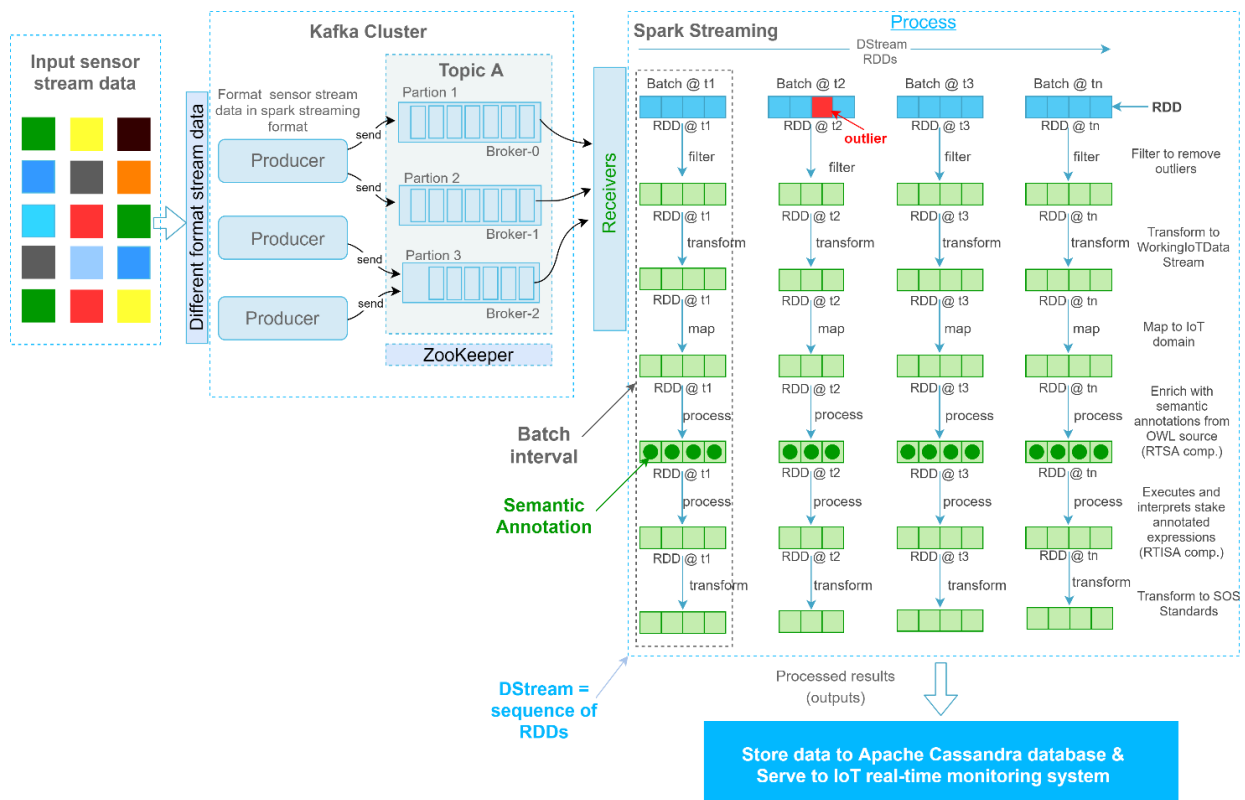 Input sensor
stream data
Different format stream data
Kafka Cluster
Format sensor stream
data in spark streaming
format
Producer
Producer
Producer
send
send
send
send
Topic A
Partion 1
Broker-0
Partion 2
Broker-1
Partion 3
Broker-2
ZooKeeper
Receivers
Process
Spark Streaming
DStream
RDDs
Batch @ t1
Batch @ t2
Batch @ t3
Batch @ tn
RDD
RDD @ t1
RDD @ t2
RDD @ t3
RDD @ tn
outlier
filter
filter
filter
filter
Filter to remove
outliers
RDD @ t1
RDD @ t2
RDD @ t3
RDD @ tn
transform
transform
transform
transform
Transform to
WorkingIoTData
Stream
RDD @ t1
RDD @ t2
RDD @ t3
RDD @ tn
map
map
map
map
Map to IoT
domain
RDD @ t1
RDD @ t2
RDD @ t3
RDD @ tn
process
process
process
process
Enrich with
semantic
annotations from
OWL source
(RTSA comp.)
Batch
interval
RDD @ t1
RDD @ t2
RDD @ t3
RDD @ tn
Semantic
Annotation
process
process
process
process
Executes and
interprets stake
annotated
expressions
(RTISA comp.)
RDD @ t1
RDD @ t2
RDD @ t3
RDD @ tn
transform
transform
transform
transform
Transform to SOS
Standards
DStream =
sequence of
RDDs
Processed results
(outputs)
Store data to Apache Cassandra database &
Serve to IoT real-time monitoring system